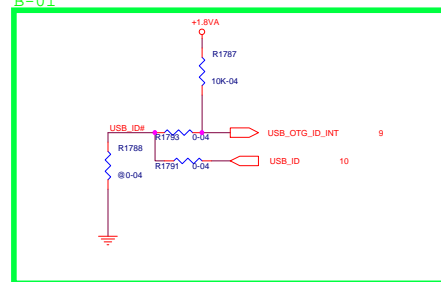 B-01
+1.8VA
R1787
10K-04
USB_ID#
R1793 0-04
USB_OTG_ID_INT 9
R1788
@0-04
R1791 0-04
USB_ID 10